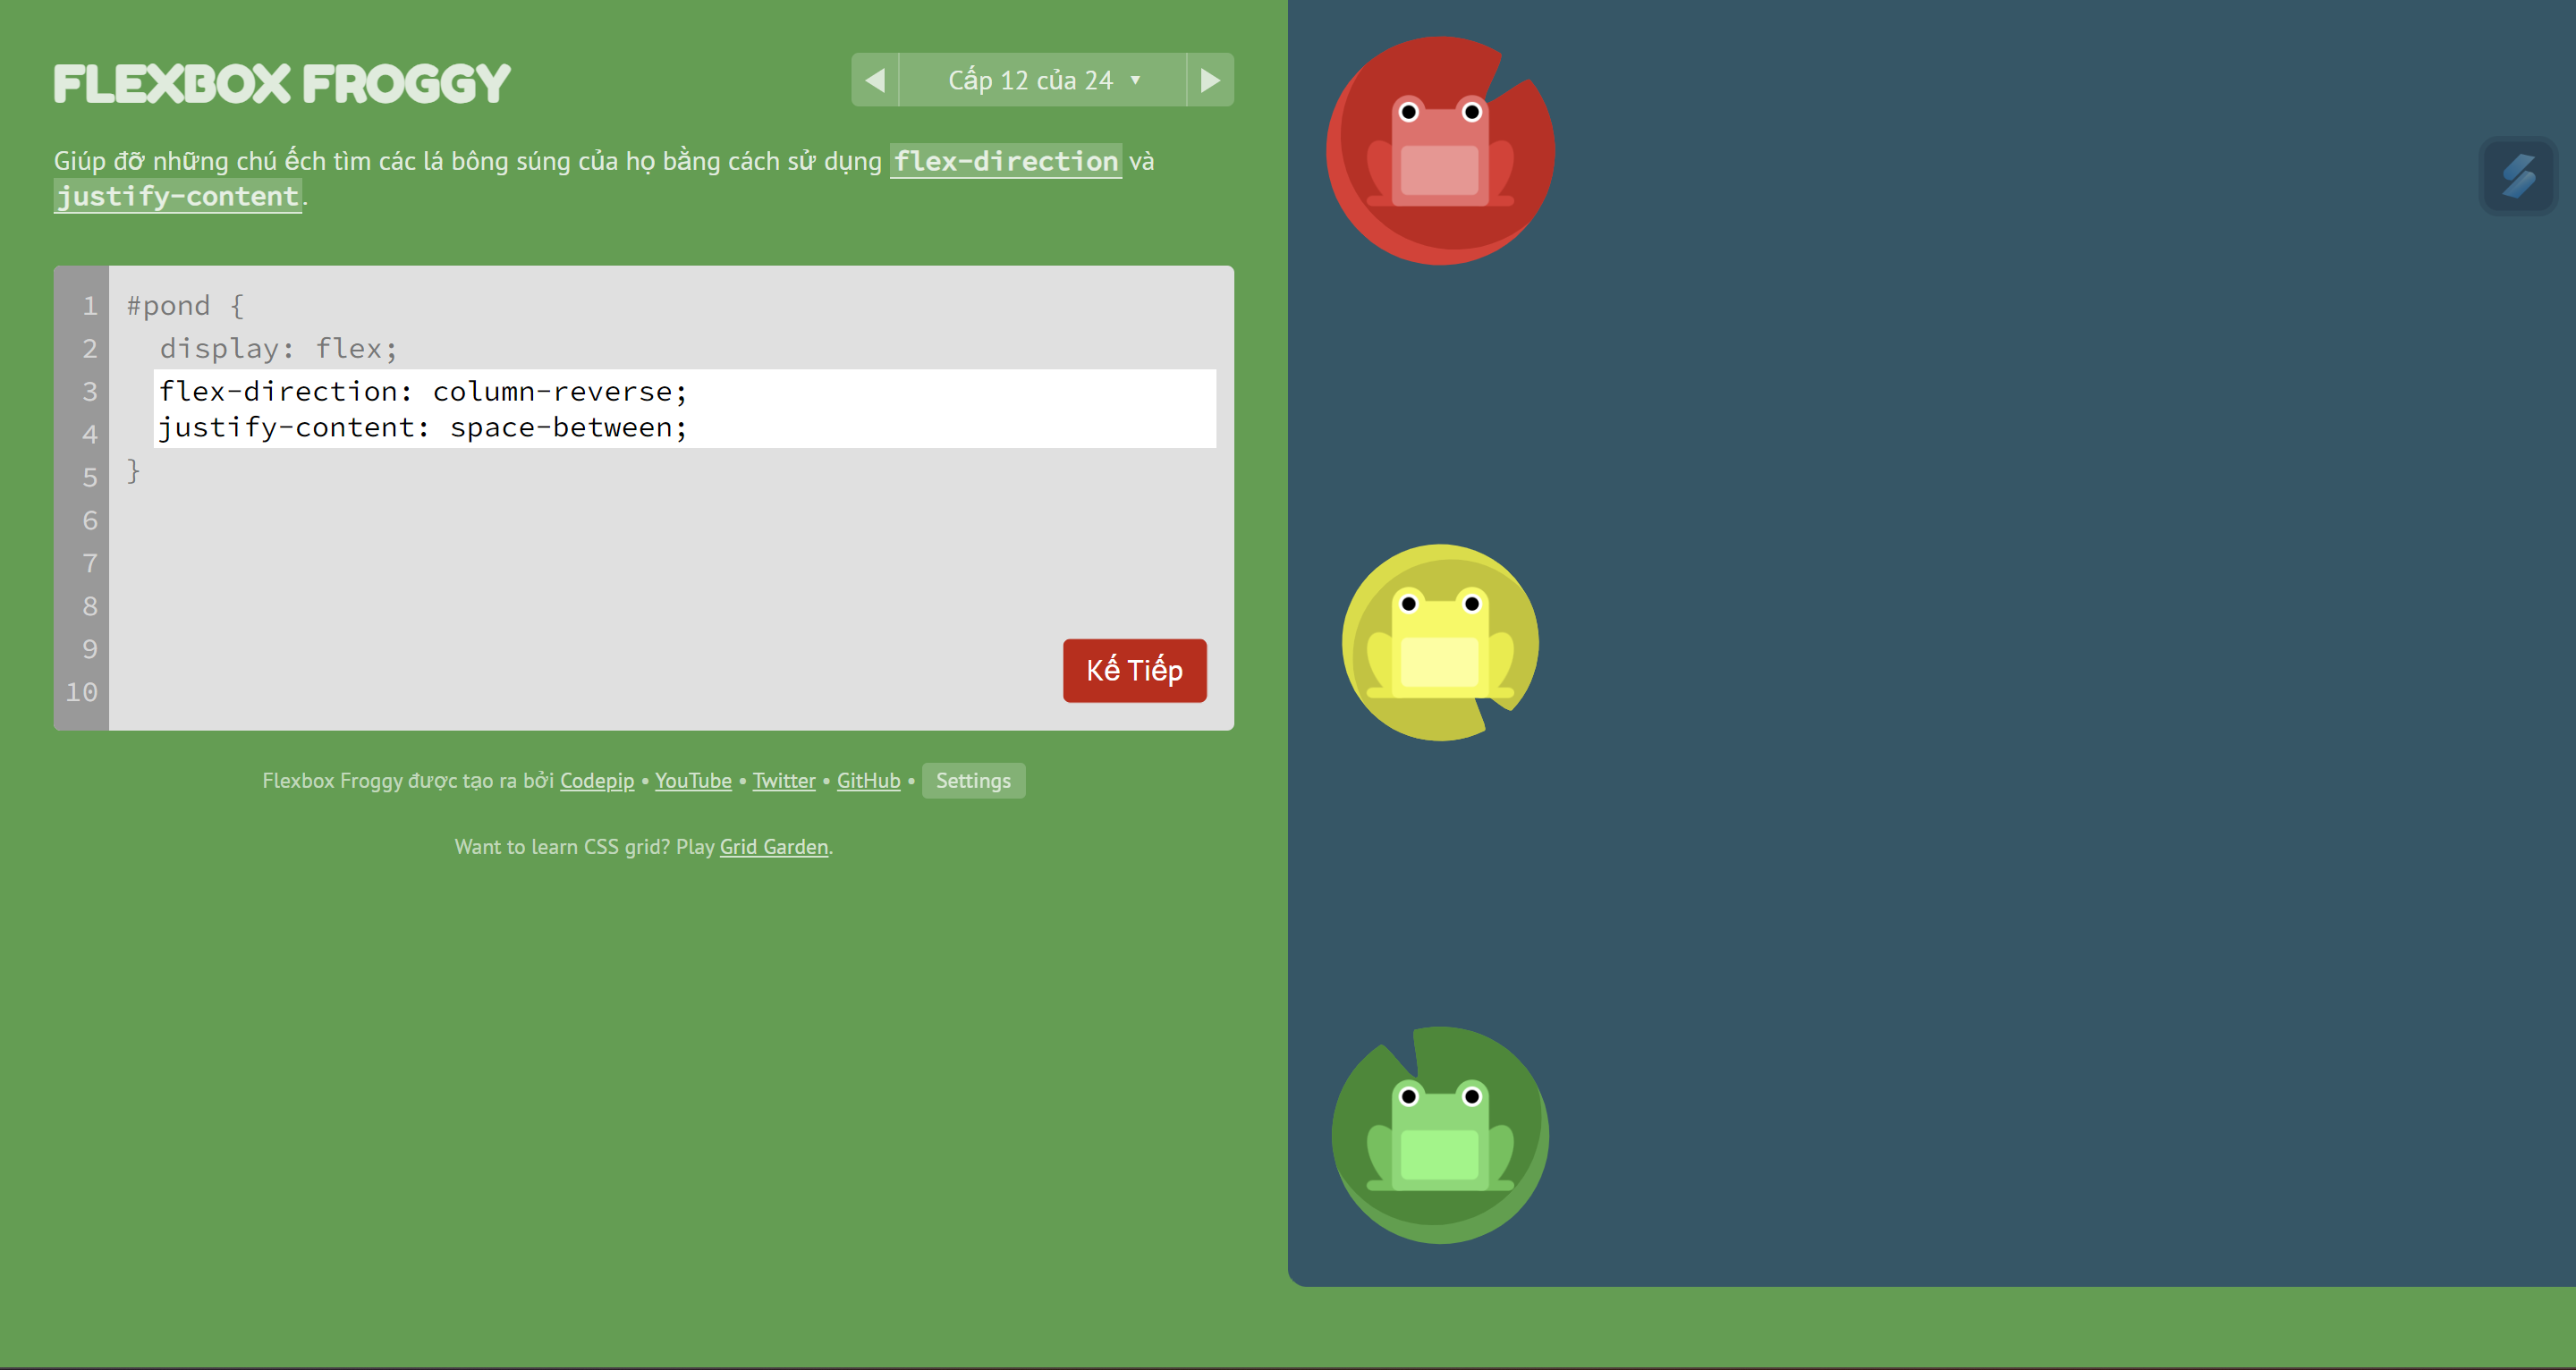 FLEXBOX FROGGY
Cấp 12 của 24 ▼
Giúp đỡ những chú ếch tìm các lá bông súng của họ bằng cách sử dụng flex-direction và
justify-content.
1 #pond {
2 display: flex;
3 flex-direction: column-reverse;
4 justify-content: space-between;
5 }
6
7
8
9
10
Kế Tiếp
Flexbox Froggy được tạo ra bởi Codepip • YouTube • Twitter • GitHub • Settings
Want to learn CSS grid? Play Grid Garden.